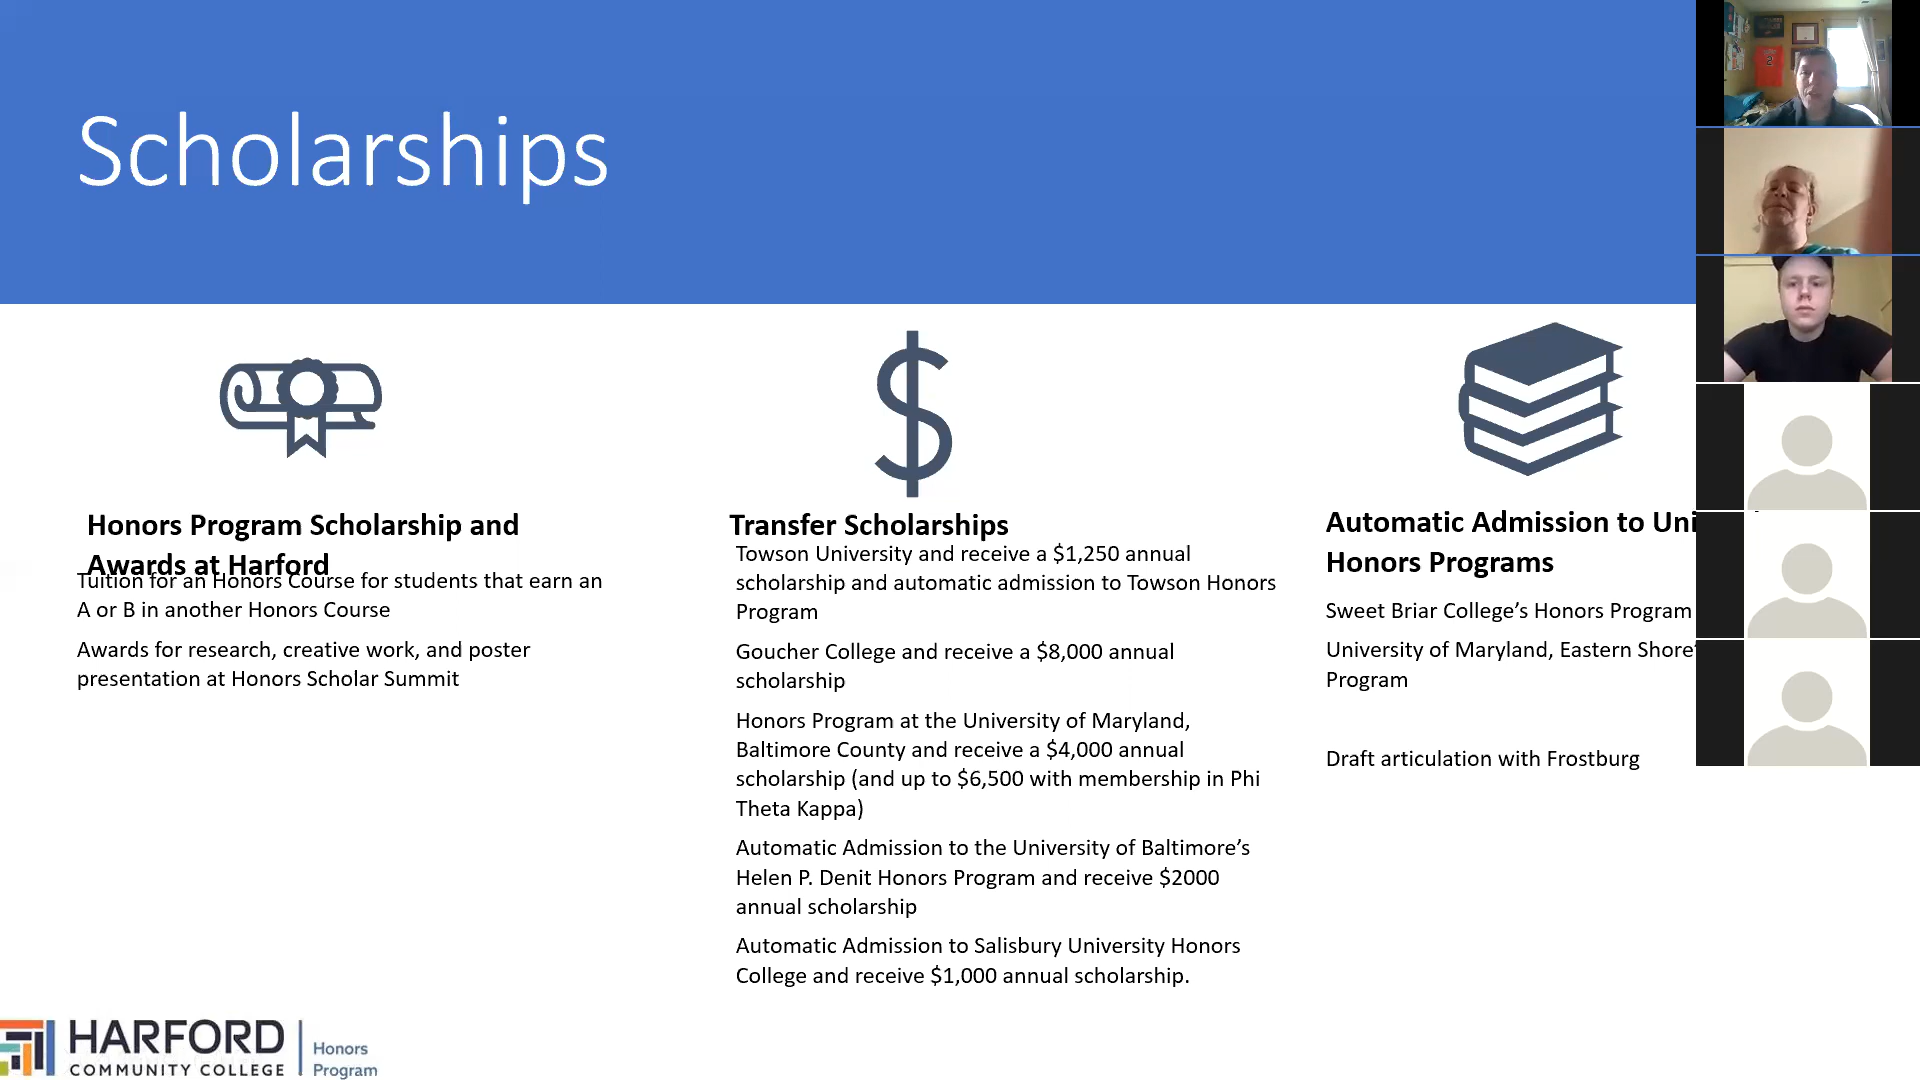 Scholarships
Honors Program Scholarship and
Awards at Harford
Tuition for an Honors Course for students that earn an
A or B in another Honors Course
Awards for research, creative work, and poster
presentation at Honors Scholar Summit
Transfer Scholarships
Towson University and receive a $1,250 annual
scholarship and automatic admission to Towson Honors
Program
Goucher College and receive a $8,000 annual
scholarship
Honors Program at the University of Maryland,
Baltimore County and receive a $4,000 annual
scholarship (and up to $6,500 with membership in Phi
Theta Kappa)
Automatic Admission to the University of Baltimore’s
Helen P. Denit Honors Program and receive $2000
annual scholarship
Automatic Admission to Salisbury University Honors
College and receive $1,000 annual scholarship.
Automatic Admission to
Honors Programs
Sweet Briar College’s Honors Program
University of Maryland, Eastern Shore
Program
Draft articulation with Frostburg
HARFORD
COMMUNITY COLLEGE
Honors
Program